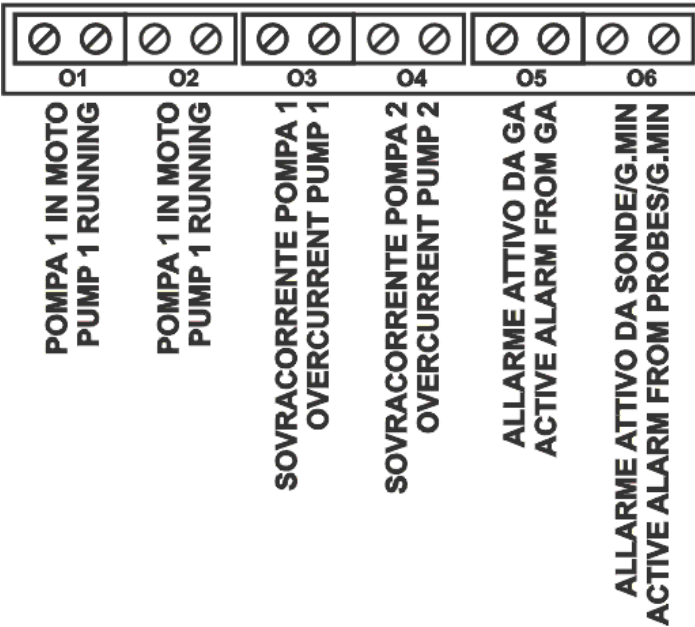 O1
O2
O3
O4
O5
O6
POMPA 1 IN MOTO
PUMP 1 RUNNING
POMPA 1 IN MOTO
PUMP 1 RUNNING
SOVRACORRENTE POMPA 1
OVERCURRENT PUMP 1
SOVRACORRENTE POMPA 2
OVERCURRENT PUMP 2
ALLARME ATTIVO DA GA
ACTIVE ALARM FROM GA
ALLARME ATTIVO DA SONDE/G.MIN
ACTIVE ALARM FROM PROBES/G.MIN